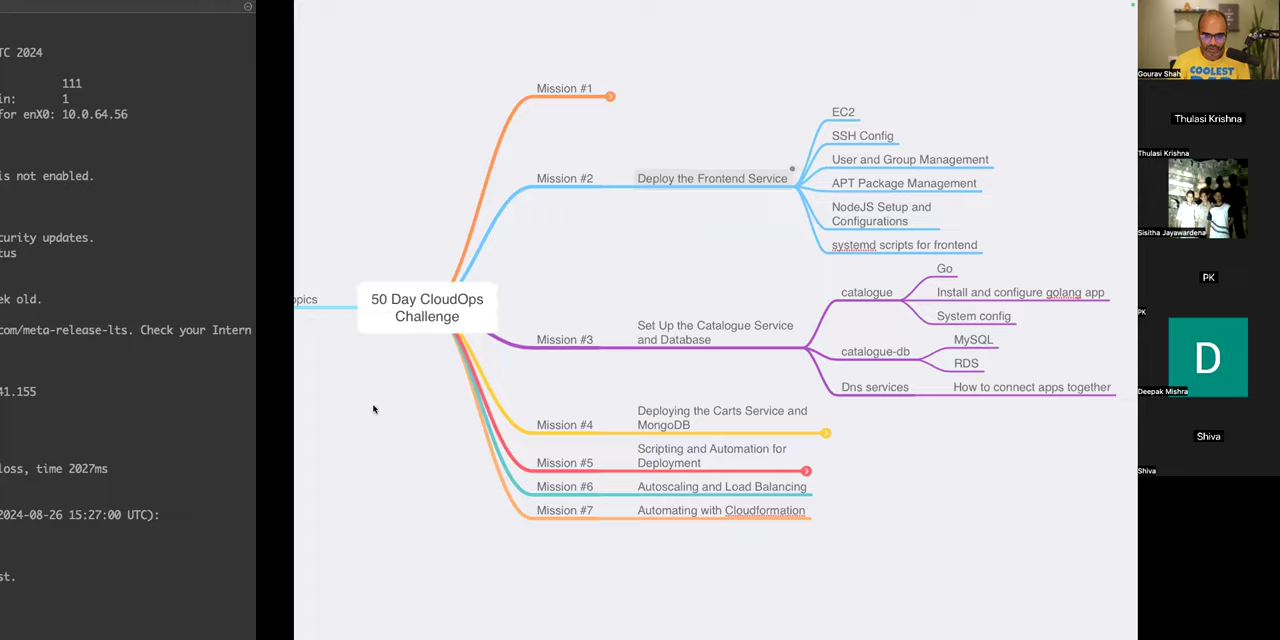 TC 2024
111
in: 1
for enX0: 10.0.64.56
is not enabled.
curity updates.
tus
ek old.
com/meta-release-lts. Check your Intern
41.155
loss, time 2027ms
2024-08-26 15:27:00 UTC):
st.
opics
50 Day CloudOps
Challenge
Mission #1
Mission #2
Deploy the Frontend Service
EC2
SSH Config
User and Group Management
APT Package Management
NodeJS Setup and
Configurations
systemd scripts for frontend
Mission #3
Set Up the Catalogue Service
and Database
catalogue
Go
Install and configure golang app
System config
catalogue-db
MySQL
RDS
Dns services
How to connect apps together
Mission #4
Deploying the Carts Service and
MongoDB
Mission #5
Scripting and Automation for
Deployment
Mission #6
Autoscaling and Load Balancing
Mission #7
Automating with Cloudformation
COOLEST
Gourav Shah
Thulasi Krishna
Thulasi Krishna
Sisitha Jayawardena
PK
PK
D
Deepak Mishra
Shiva
Shiva